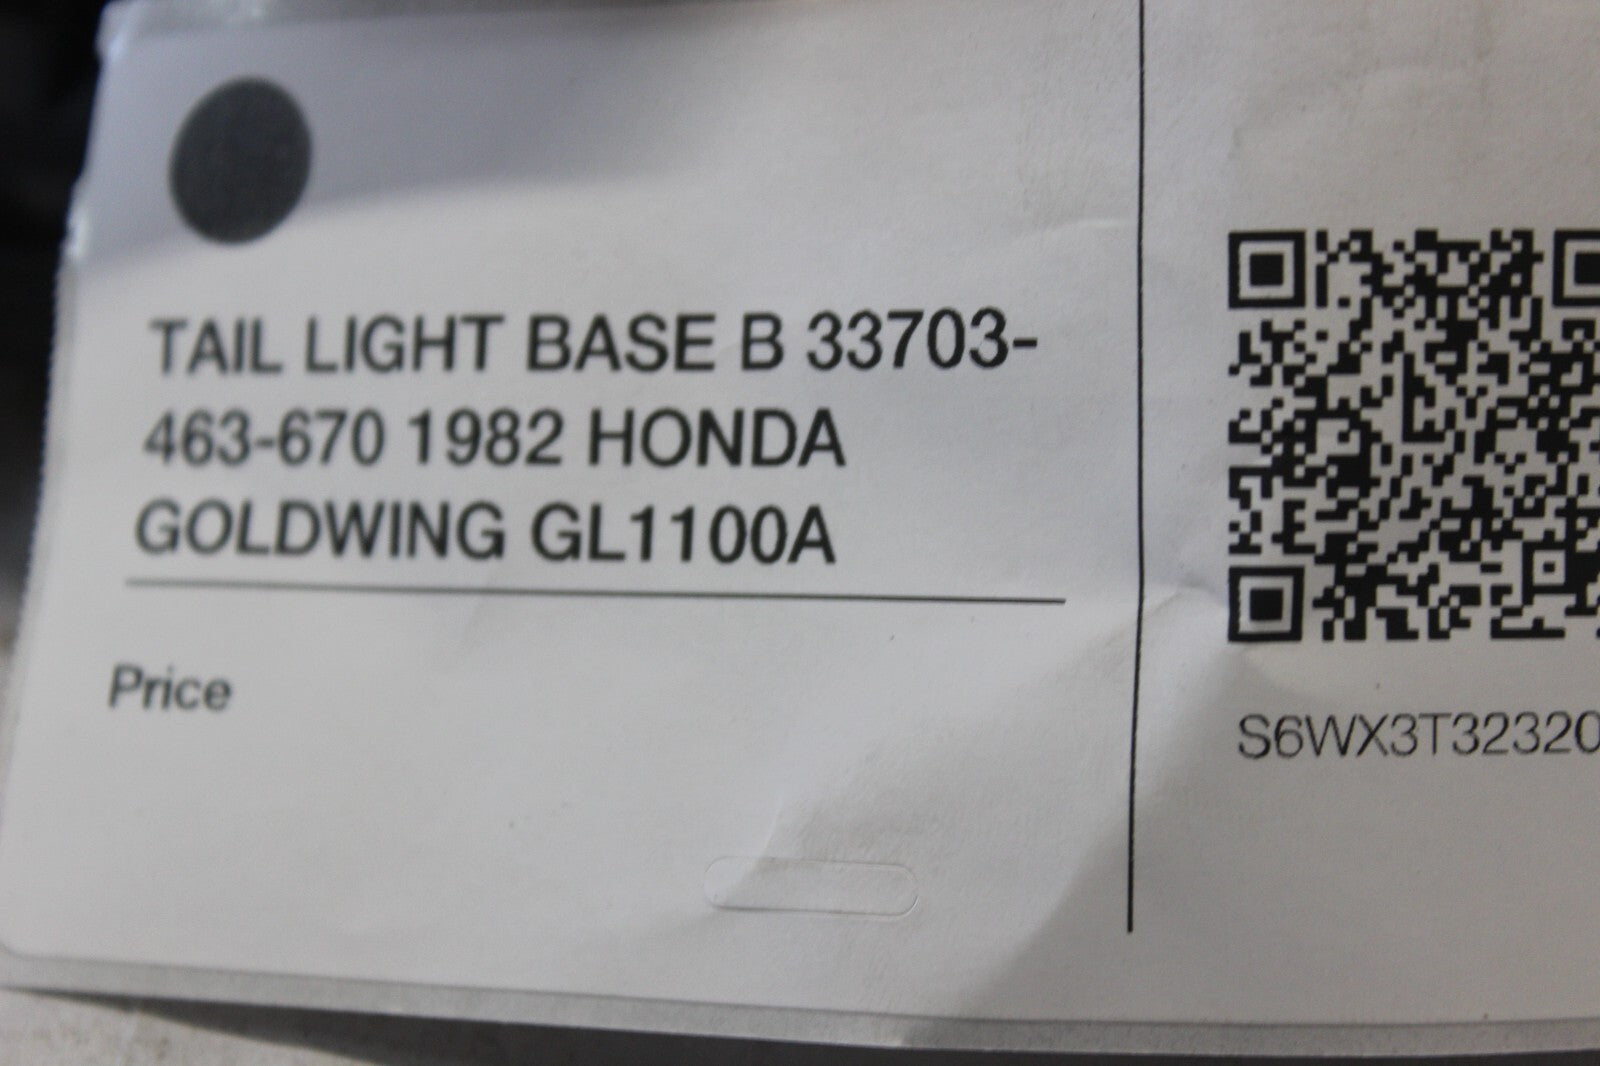 TAIL LIGHT BASE B 33703-
463-670 1982 HONDA
GOLDWING GL1100A
Price
S6WX3T32320